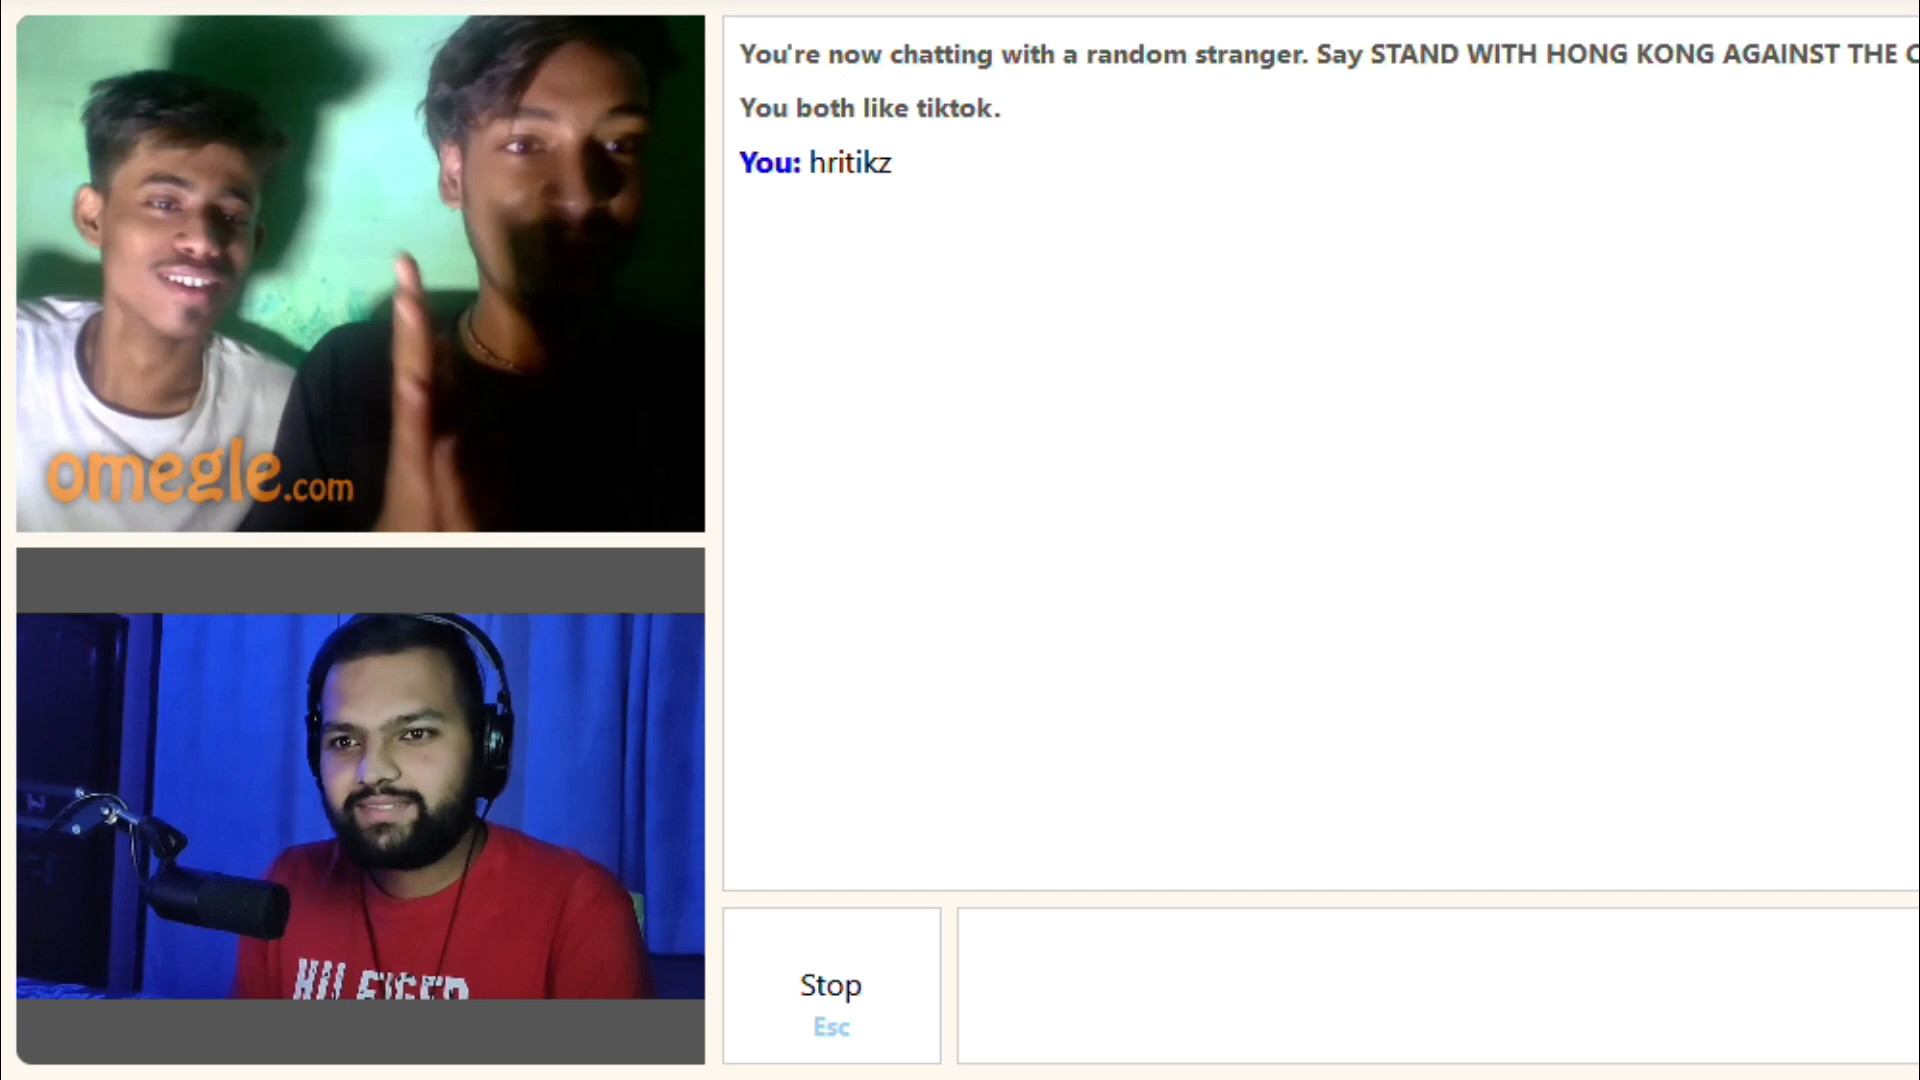 You're now chatting with a random stranger. Say STAND WITH HONG KONG AGAINST THE C
You both like tiktok.
You: hritikz
omegle.com
HILFIGER
Stop
Esc